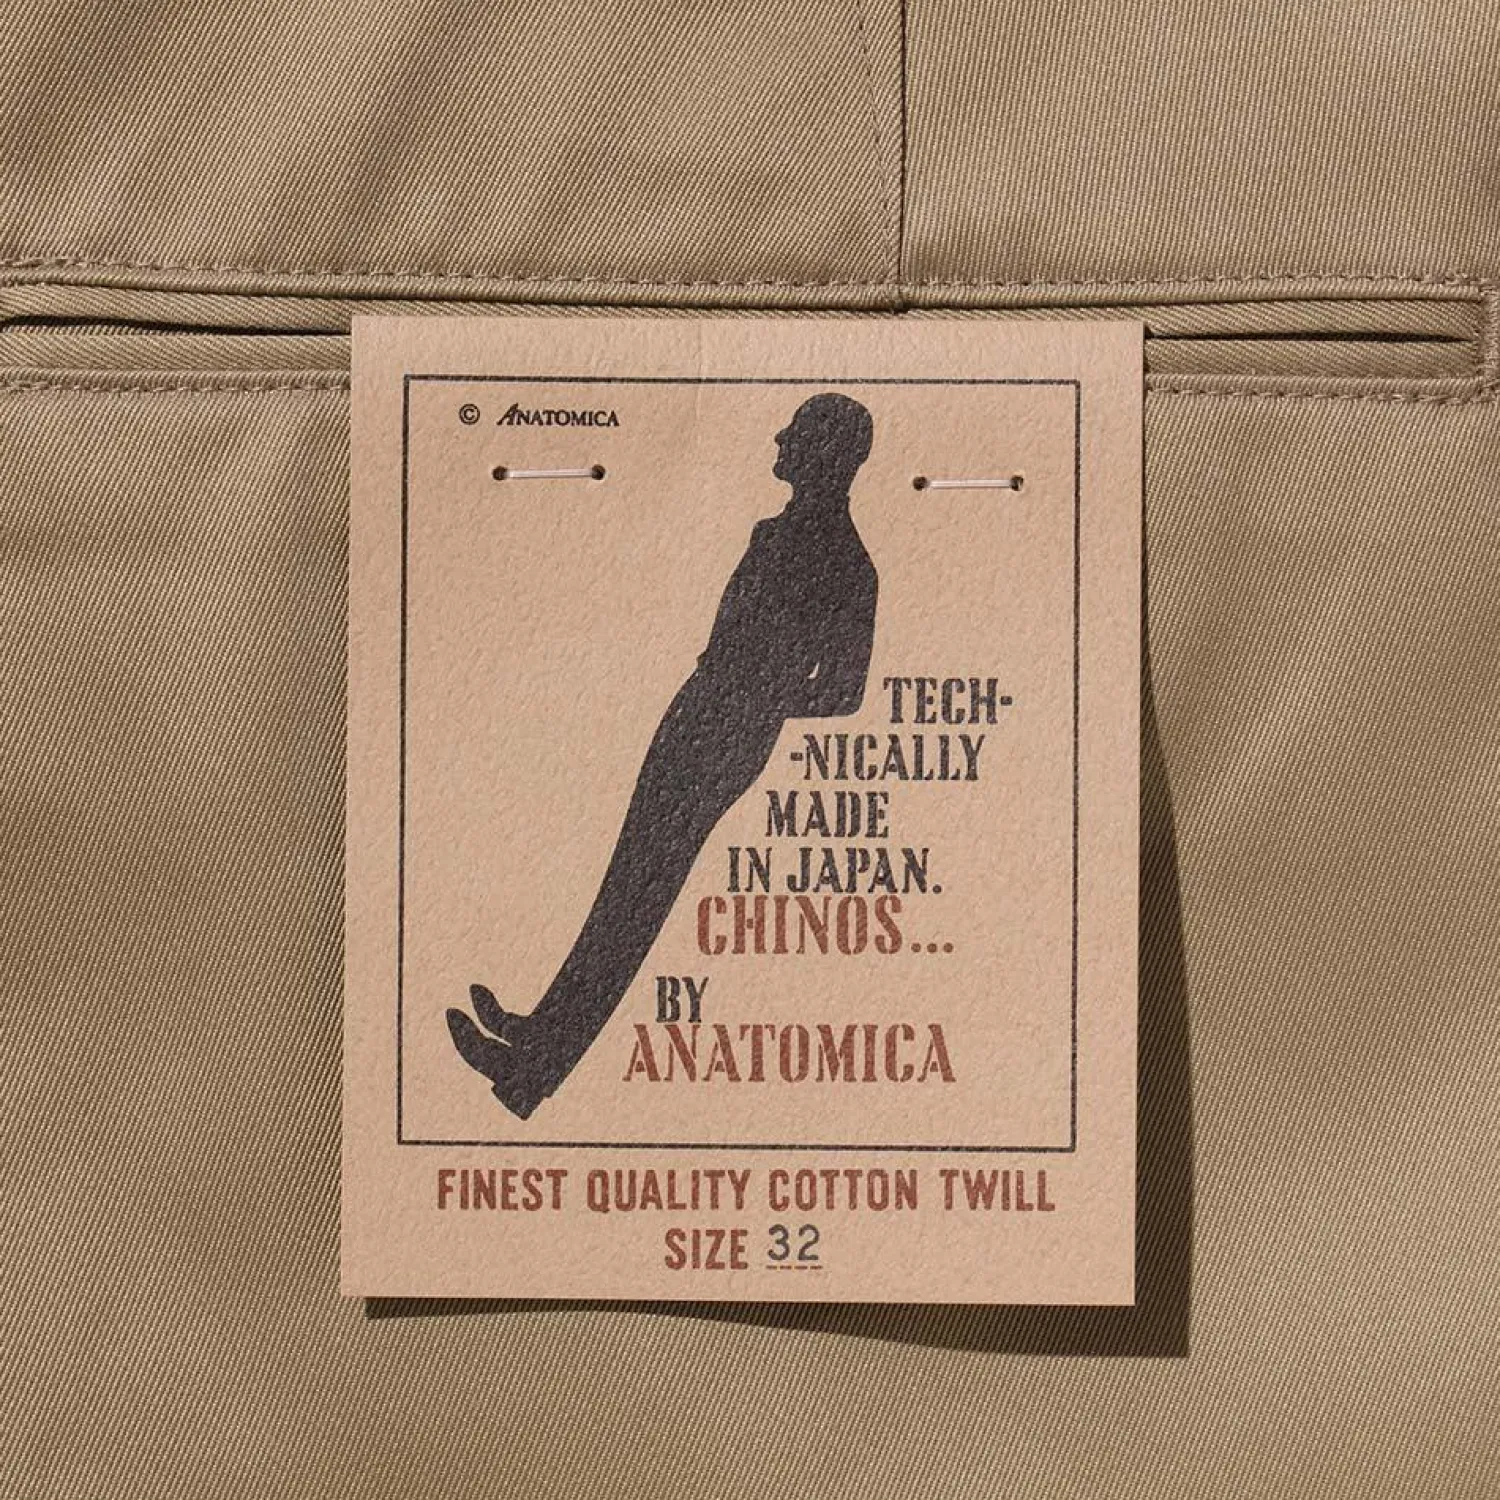 © ANATOMICA
TECH-
-NICALLY
MADE
IN JAPAN.
CHINOS...
BY
ANATOMICA
FINEST QUALITY COTTON TWILL
SIZE 32